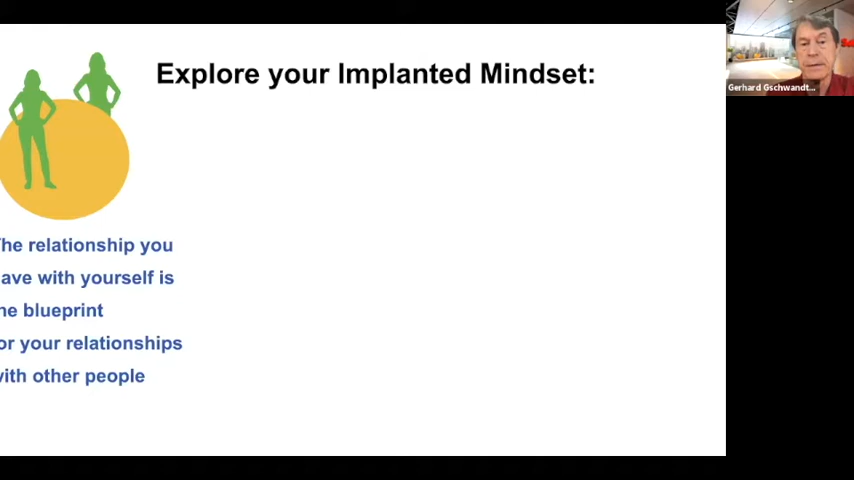 Explore your Implanted Mindset:
he relationship you
ave with yourself is
he blueprint
or your relationships
with other people
Gerhard Gschwandt...